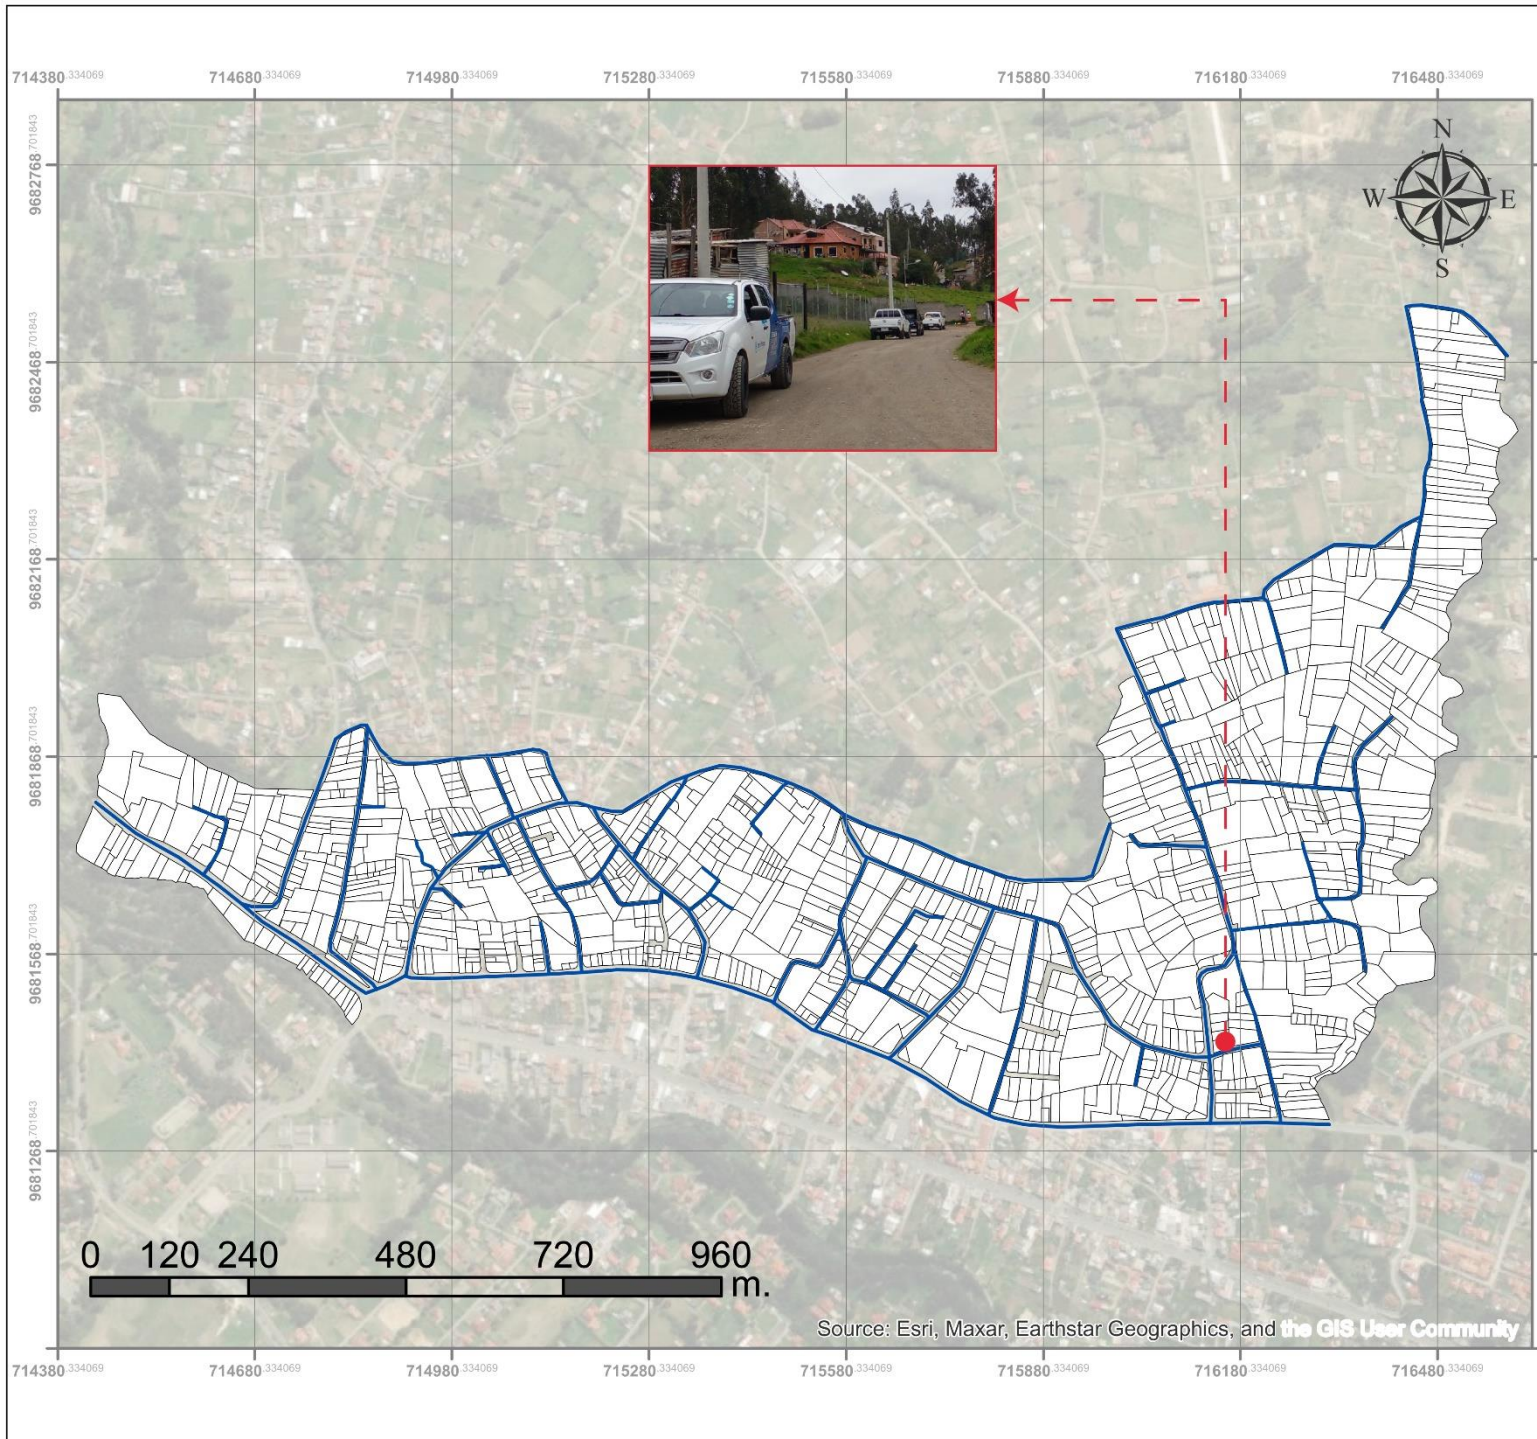 714380.334069 714680.334069 714980.334069 715280.334069 715580.334069 715880.334069 716180.334069 716480.334069
N
W E
S
9682768.701843
9682468.701843
9682168.701843
9681868.701843
9681568.701843
9681268.701843
0 120 240 480 720 960
m.
Source: Esri, Maxar, Earthstar Geographics, and the GIS User Community
714380.334069 714680.334069 714980.334069 715280.334069 715580.334069 715880.334069 716180.334069 716480.334069